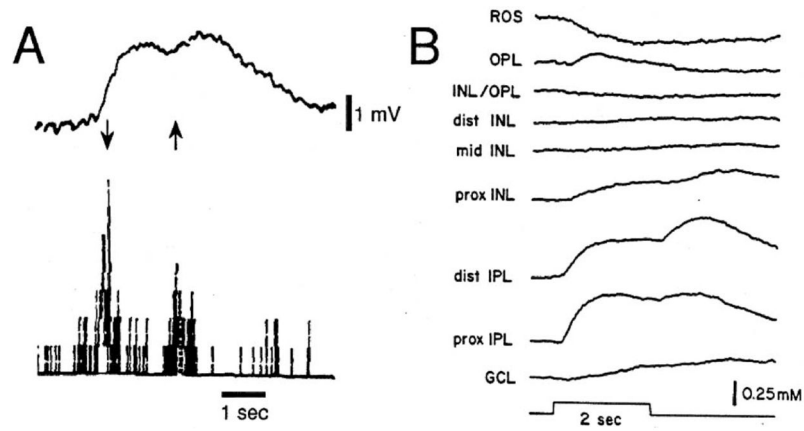 A
1 mV
1 sec
B
ROS
OPL
INL/OPL
dist INL
mid INL
prox INL
dist IPL
prox IPL
GCL
0.25mM
2 sec